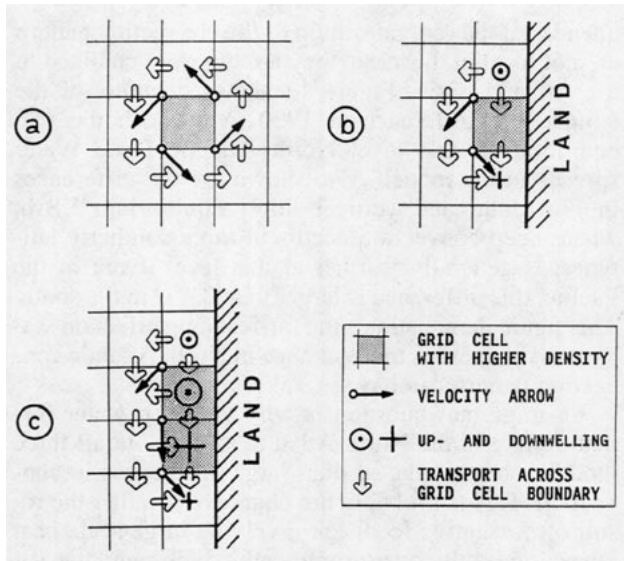 a
b
LAND
c
LAND
GRID CELL
WITH HIGHER DENSITY
VELOCITY ARROW
UP- AND DOWNWELLING
TRANSPORT ACROSS
GRID CELL BOUNDARY